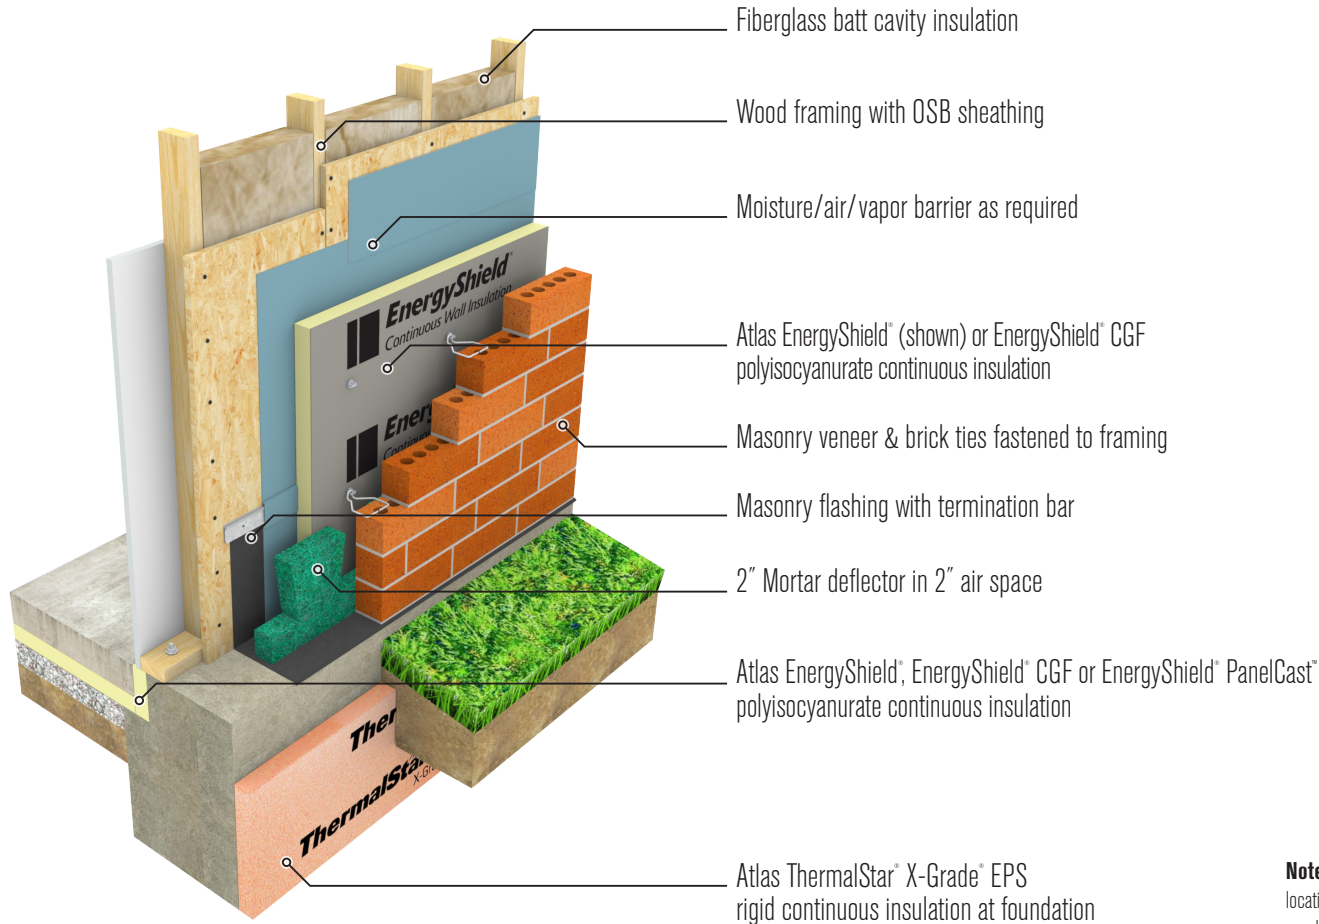 Fiberglass batt cavity insulation
Wood framing with OSB sheathing
Moisture/air/vapor barrier as required
EnergyShield®
Continuous Wall Insulation
Atlas EnergyShield® (shown) or EnergyShield® CGF
polyisocyanurate continuous insulation
Masonry veneer & brick ties fastened to framing
Masonry flashing with termination bar
2″ Mortar deflector in 2″ air space
Atlas EnergyShield®, EnergyShield® CGF or EnergyShield® PanelCast™
polyisocyanurate continuous insulation
ThermalSta
Atlas ThermalStar® X-Grade® EPS
rigid continuous insulation at foundation
Note
locati